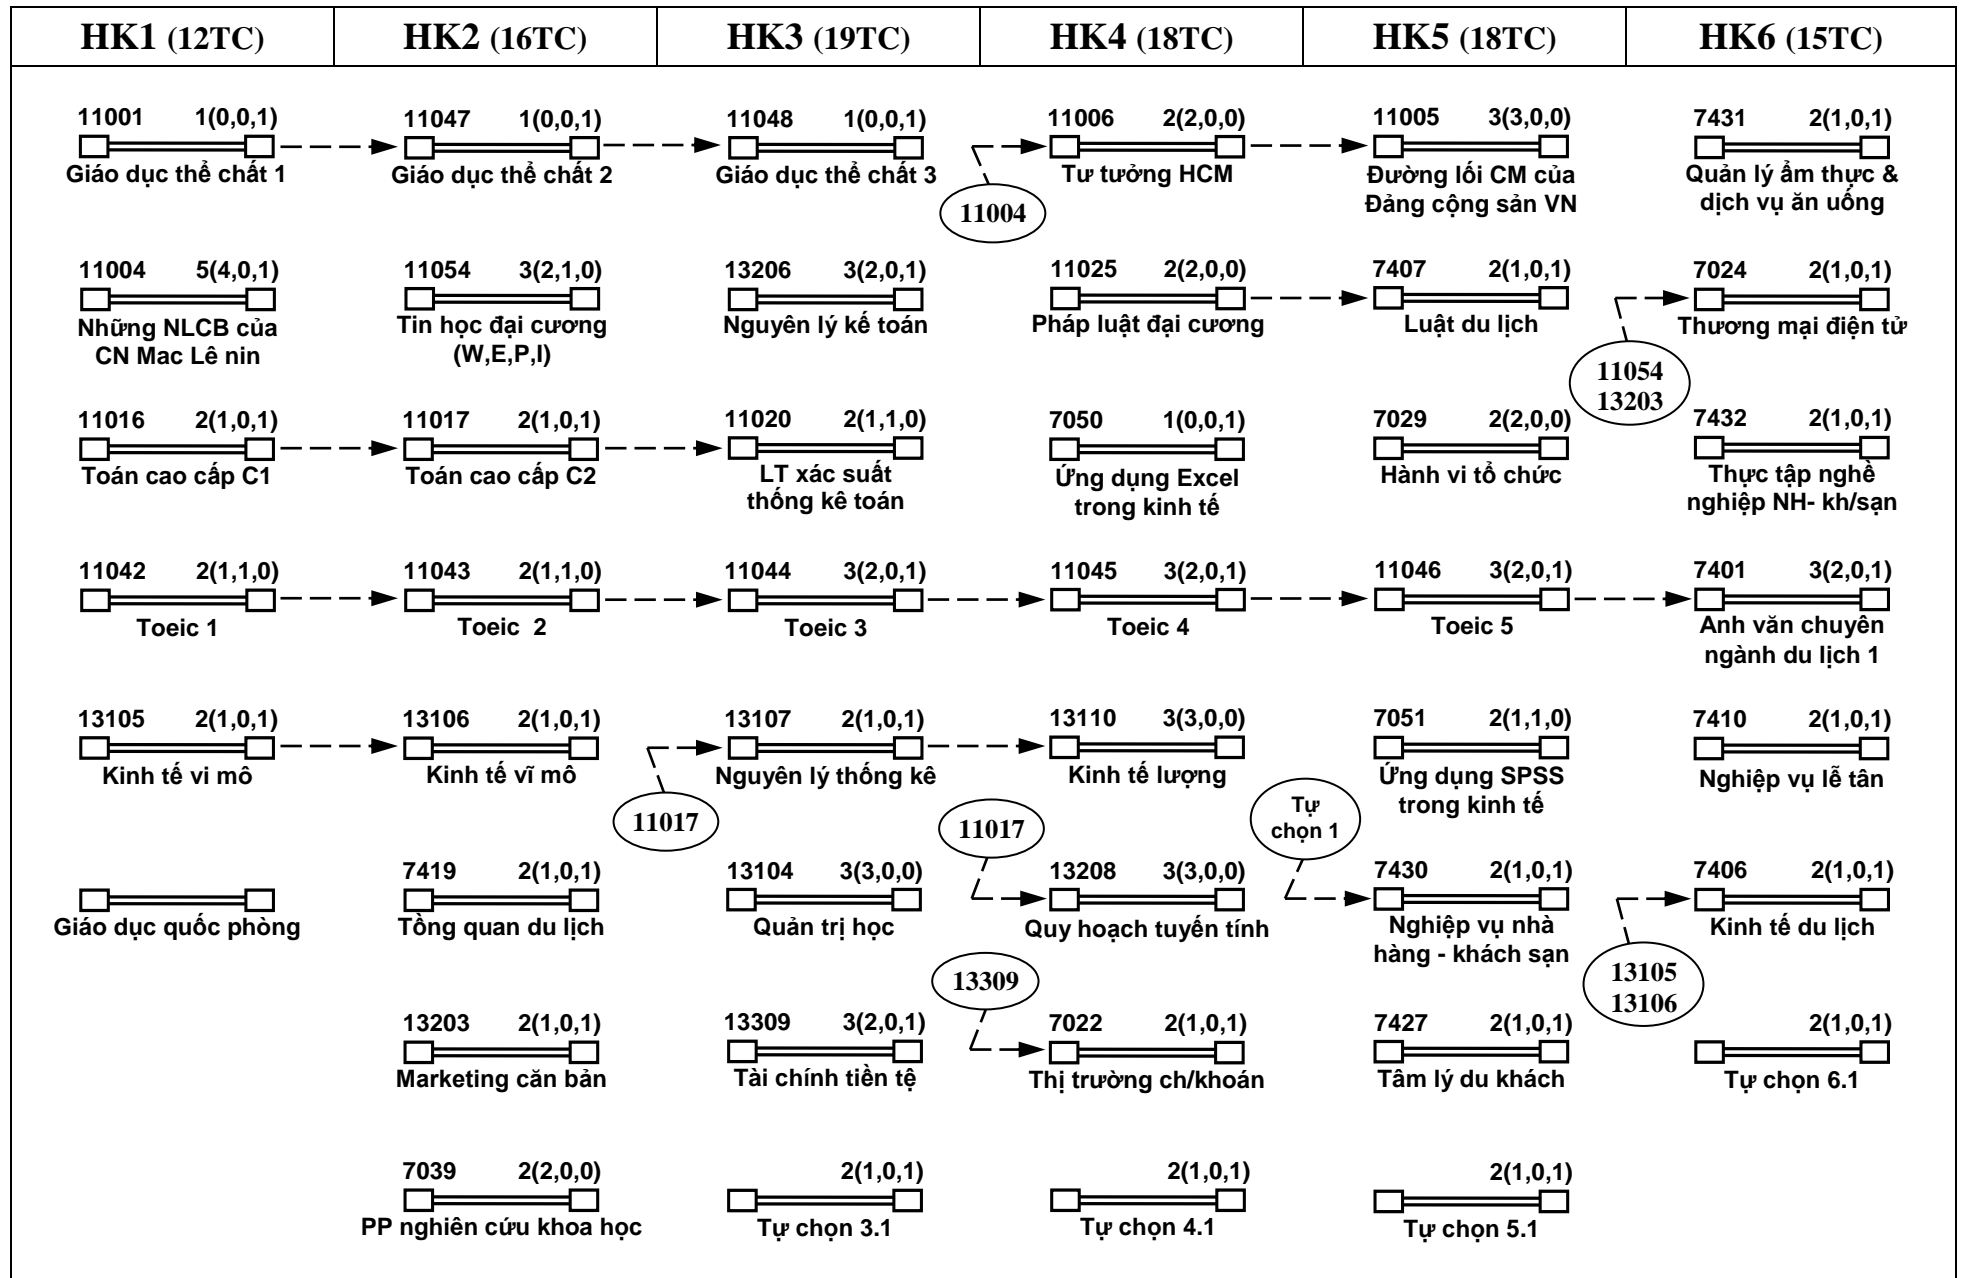 HK1 (12TC) HK2 (16TC) HK3 (19TC) HK4 (18TC) HK5 (18TC) HK6 (15TC)
11001 1(0,0,1) 11047 1(0,0,1) 11048 1(0,0,1) 11006 2(2,0,0) 11005 3(3,0,0) 7431 2(1,0,1)
Giáo dục thể chất 1 Giáo dục thể chất 2 Giáo dục thể chất 3 Tư tưởng HCM Đường lối CM của Quản lý ẩm thực &
Đảng cộng sản VN dịch vụ ăn uống
11004
11004 5(4,0,1) 11054 3(2,1,0) 13206 3(2,0,1) 11025 2(2,0,0) 7407 2(1,0,1) 7024 2(1,0,1)
Những NLCB của Tin học đại cương Nguyên lý kế toán Pháp luật đại cương Luật du lịch Thương mại điện tử
CN Mac Lê nin (W,E,P,I)
11054
13203
11016 2(1,0,1) 11017 2(1,0,1) 11020 2(1,1,0) 7050 1(0,0,1) 7029 2(2,0,0) 7432 2(1,0,1)
Toán cao cấp C1 Toán cao cấp C2 LT xác suất Ứng dụng Excel Hành vi tổ chức Thực tập nghề
thống kê toán trong kinh tế nghiệp NH- kh/sạn
11042 2(1,1,0) 11043 2(1,1,0) 11044 3(2,0,1) 11045 3(2,0,1) 11046 3(2,0,1) 7401 3(2,0,1)
Toeic 1 Toeic 2 Toeic 3 Toeic 4 Toeic 5 Anh văn chuyên
ngành du lịch 1
13105 2(1,0,1) 13106 2(1,0,1) 13107 2(1,0,1) 13110 3(3,0,0) 7051 2(1,1,0) 7410 2(1,0,1)
Kinh tế vi mô Kinh tế vĩ mô Nguyên lý thống kê Kinh tế lượng Ứng dụng SPSS Nghiệp vụ lễ tân
trong kinh tế
11017 11017 Tự
chọn 1
7419 2(1,0,1) 13104 3(3,0,0) 13208 3(3,0,0) 7430 2(1,0,1) 7406 2(1,0,1)
Giáo dục quốc phòng Tồng quan du lịch Quản trị học Quy hoạch tuyến tính Nghiệp vụ nhà Kinh tế du lịch
hàng - khách sạn
13309 13105
13106
13203 2(1,0,1) 13309 3(2,0,1) 7022 2(1,0,1) 7427 2(1,0,1) 2(1,0,1)
Marketing căn bản Tài chính tiền tệ Thị trường ch/khoán Tâm lý du khách Tự chọn 6.1
7039 2(2,0,0) 2(1,0,1) 2(1,0,1) 2(1,0,1)
PP nghiên cứu khoa học Tự chọn 3.1 Tự chọn 4.1 Tự chọn 5.1